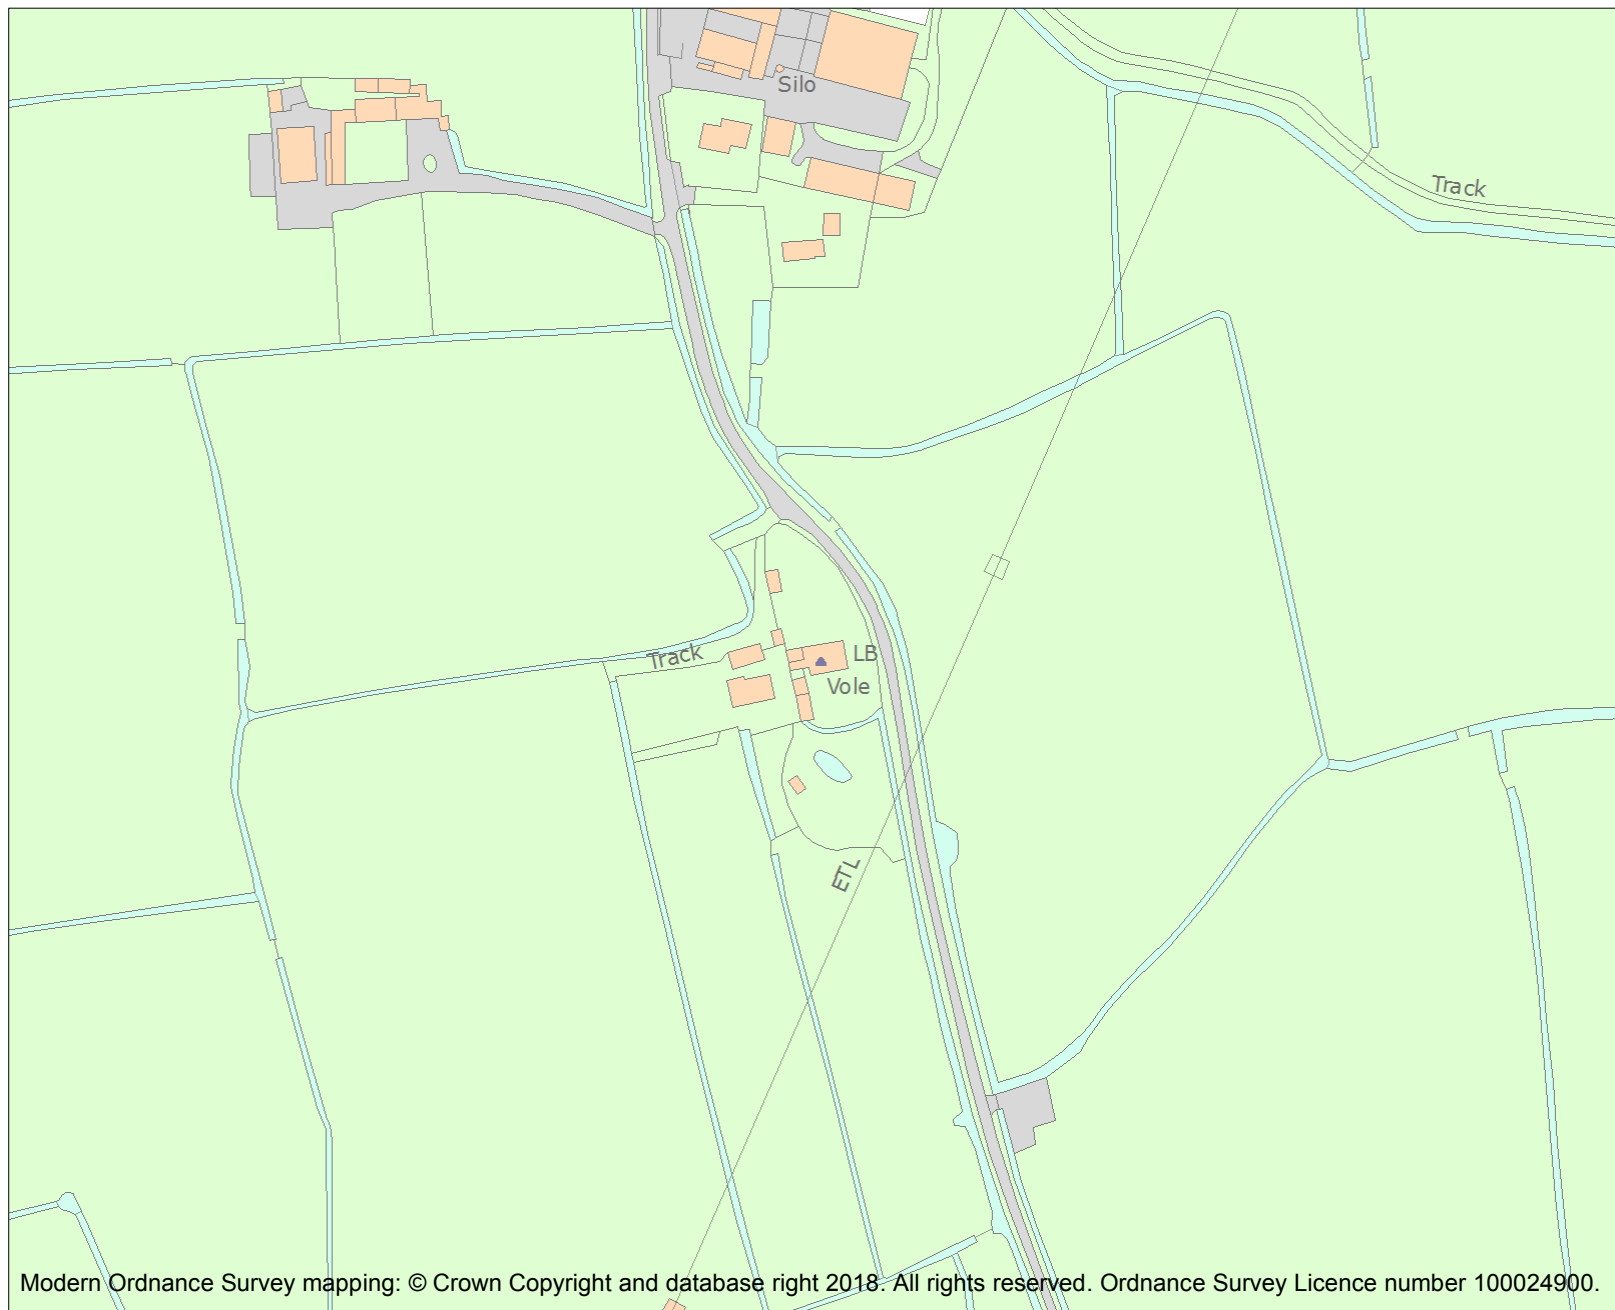 Silo
Track
Track
LB
Vole
ETL
Modern Ordnance Survey mapping: © Crown Copyright and database right 2018. All rights reserved. Ordnance Survey Licence number 100024900.